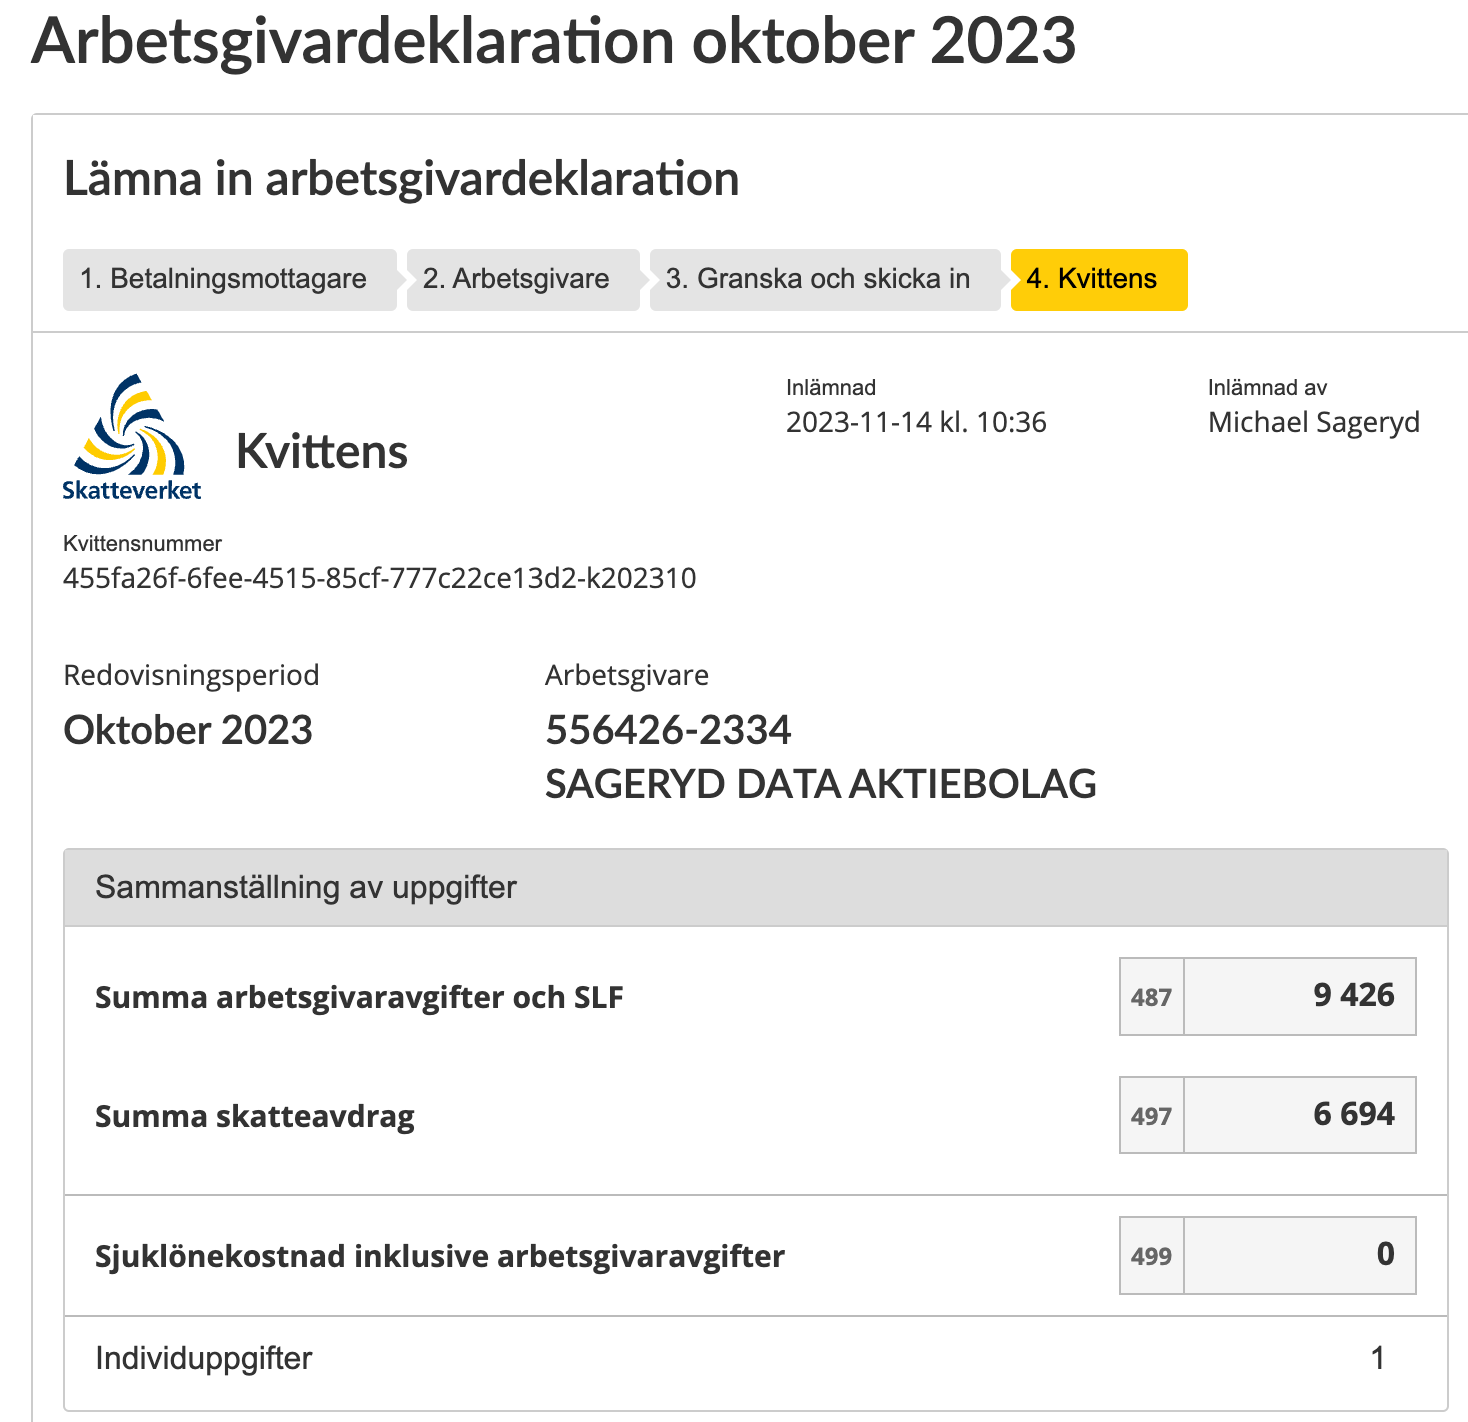 Arbetsgivardeklaration oktober 2023
Lämna in arbetsgivardeklaration
1. Betalningsmottagare
2. Arbetsgivare
3. Granska och skicka in
4. Kvittens
Skatteverket
Kvittens
Inlämnad
2023-11-14 kl. 10:36
Inlämnad av
Michael Sageryd
Kvittensnummer
455fa26f-6fee-4515-85cf-777c22ce13d2-k202310
Redovisningsperiod
Oktober 2023
Arbetsgivare
556426-2334
SAGERYD DATA AKTIEBOLAG
Sammanställning av uppgifter
Summa arbetsgivaravgifter och SLF 487 9 426
Summa skatteavdrag 497 6 694
Sjuklönekostnad inklusive arbetsgivaravgifter 499 0
Individuppgifter 1